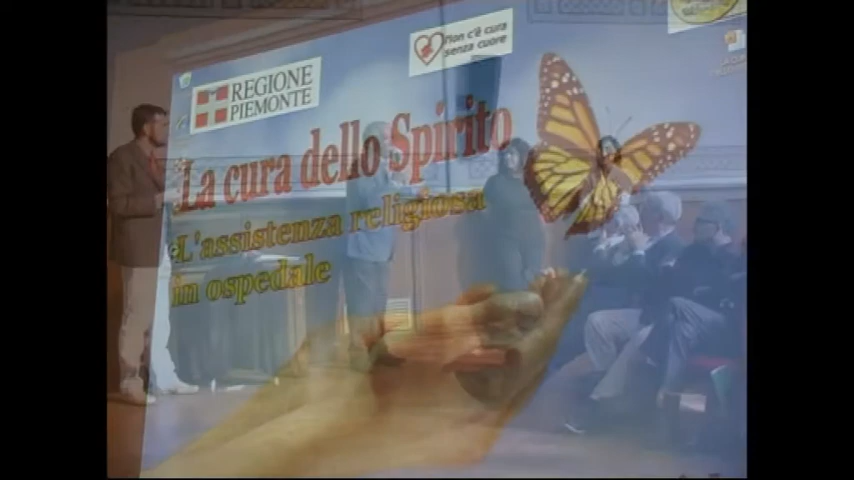 Non c'è cura
senza cuore
REGIONE
PIEMONTE
La cura dello Spirito
L'assistenza religiosa
in ospedale